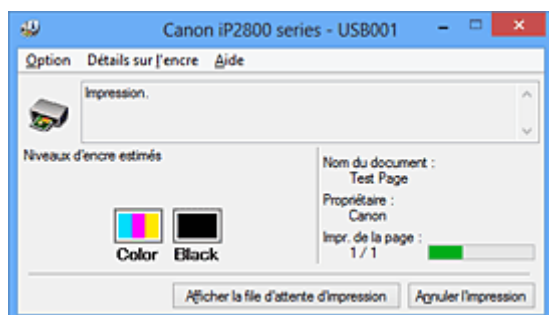 Canon iP2800 series - USB001
Option Détails sur l'encre Aide
Impression.
Niveaux d'encre estimés
Nom du document :
Test Page
Propriétaire :
Canon
Impr. de la page :
1 / 1
Color Black
Afficher la file d'attente d'impression Annuler l'impression